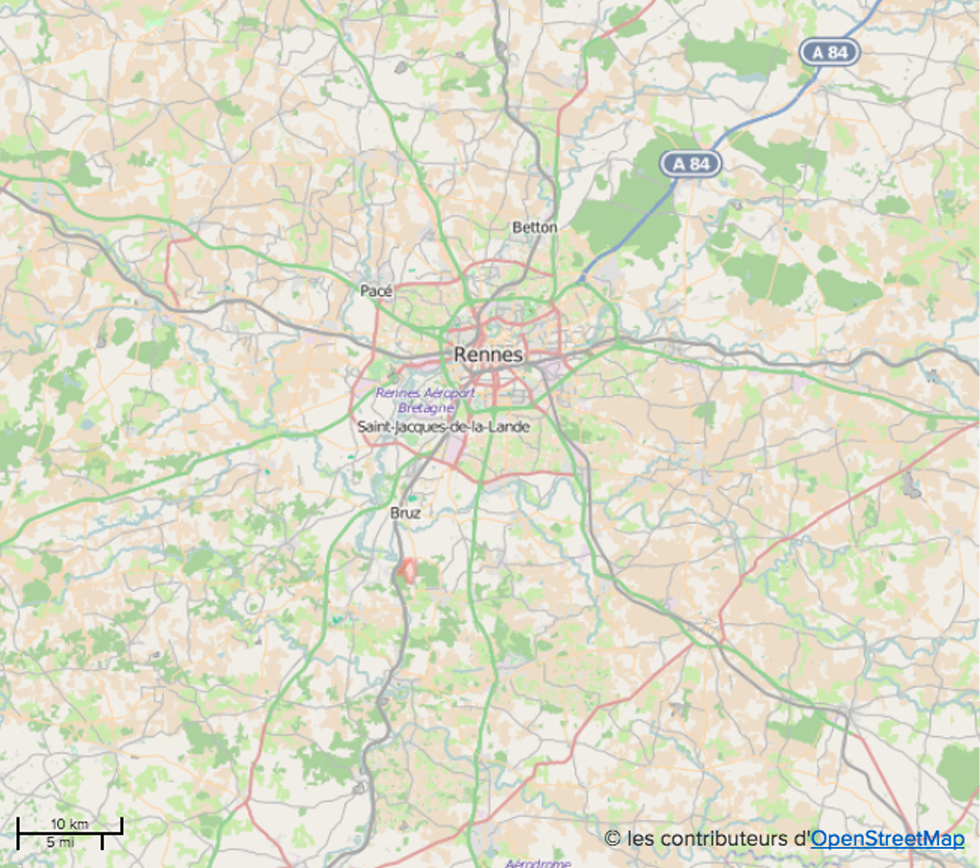 A 84
A 84
Betton
Pacé
Rennes
Rennes Aéroport
Bretagne
Saint-Jacques-de-la-Lande
Bruz
10 km
5 mi
© les contributeurs d'OpenStreetMap
Aérodrome